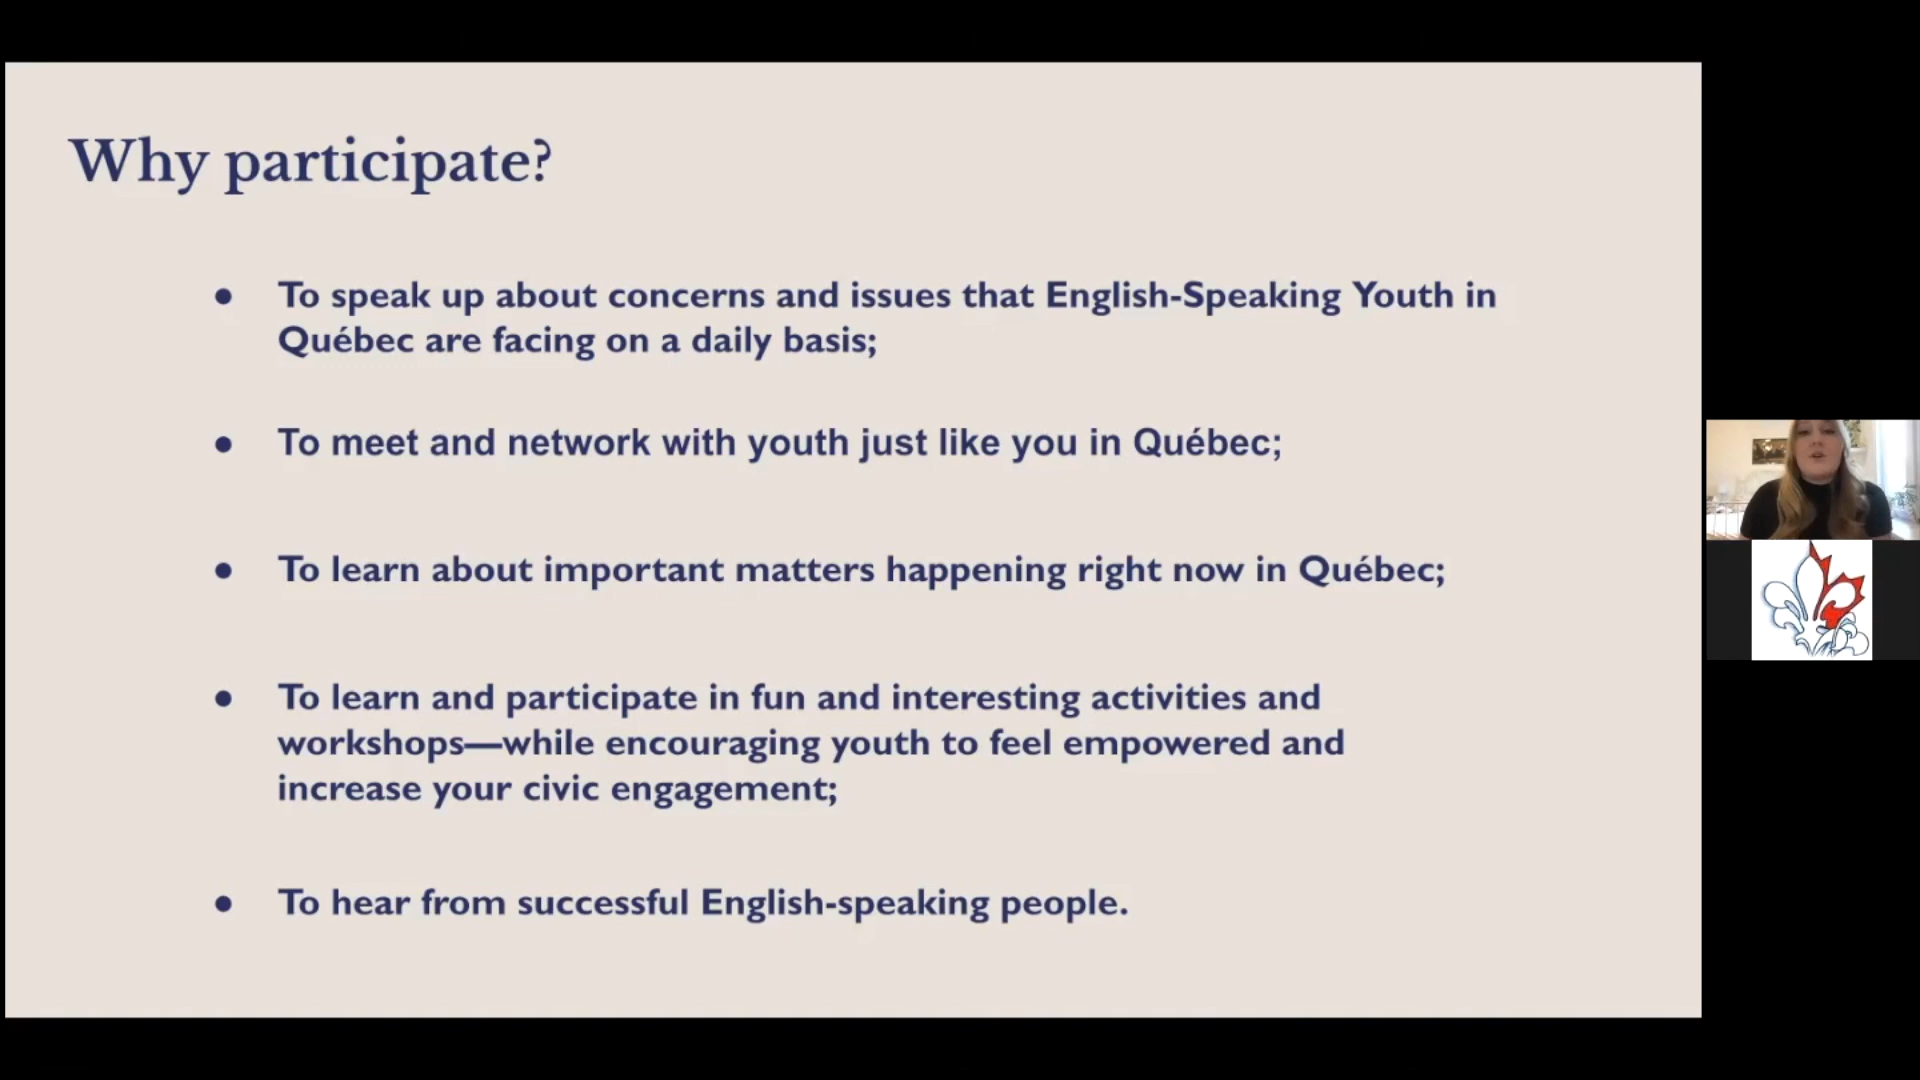 Why participate?
● To speak up about concerns and issues that English-Speaking Youth in
Québec are facing on a daily basis;
● To meet and network with youth just like you in Québec;
● To learn about important matters happening right now in Québec;
● To learn and participate in fun and interesting activities and
workshops—while encouraging youth to feel empowered and
increase your civic engagement;
● To hear from successful English-speaking people.